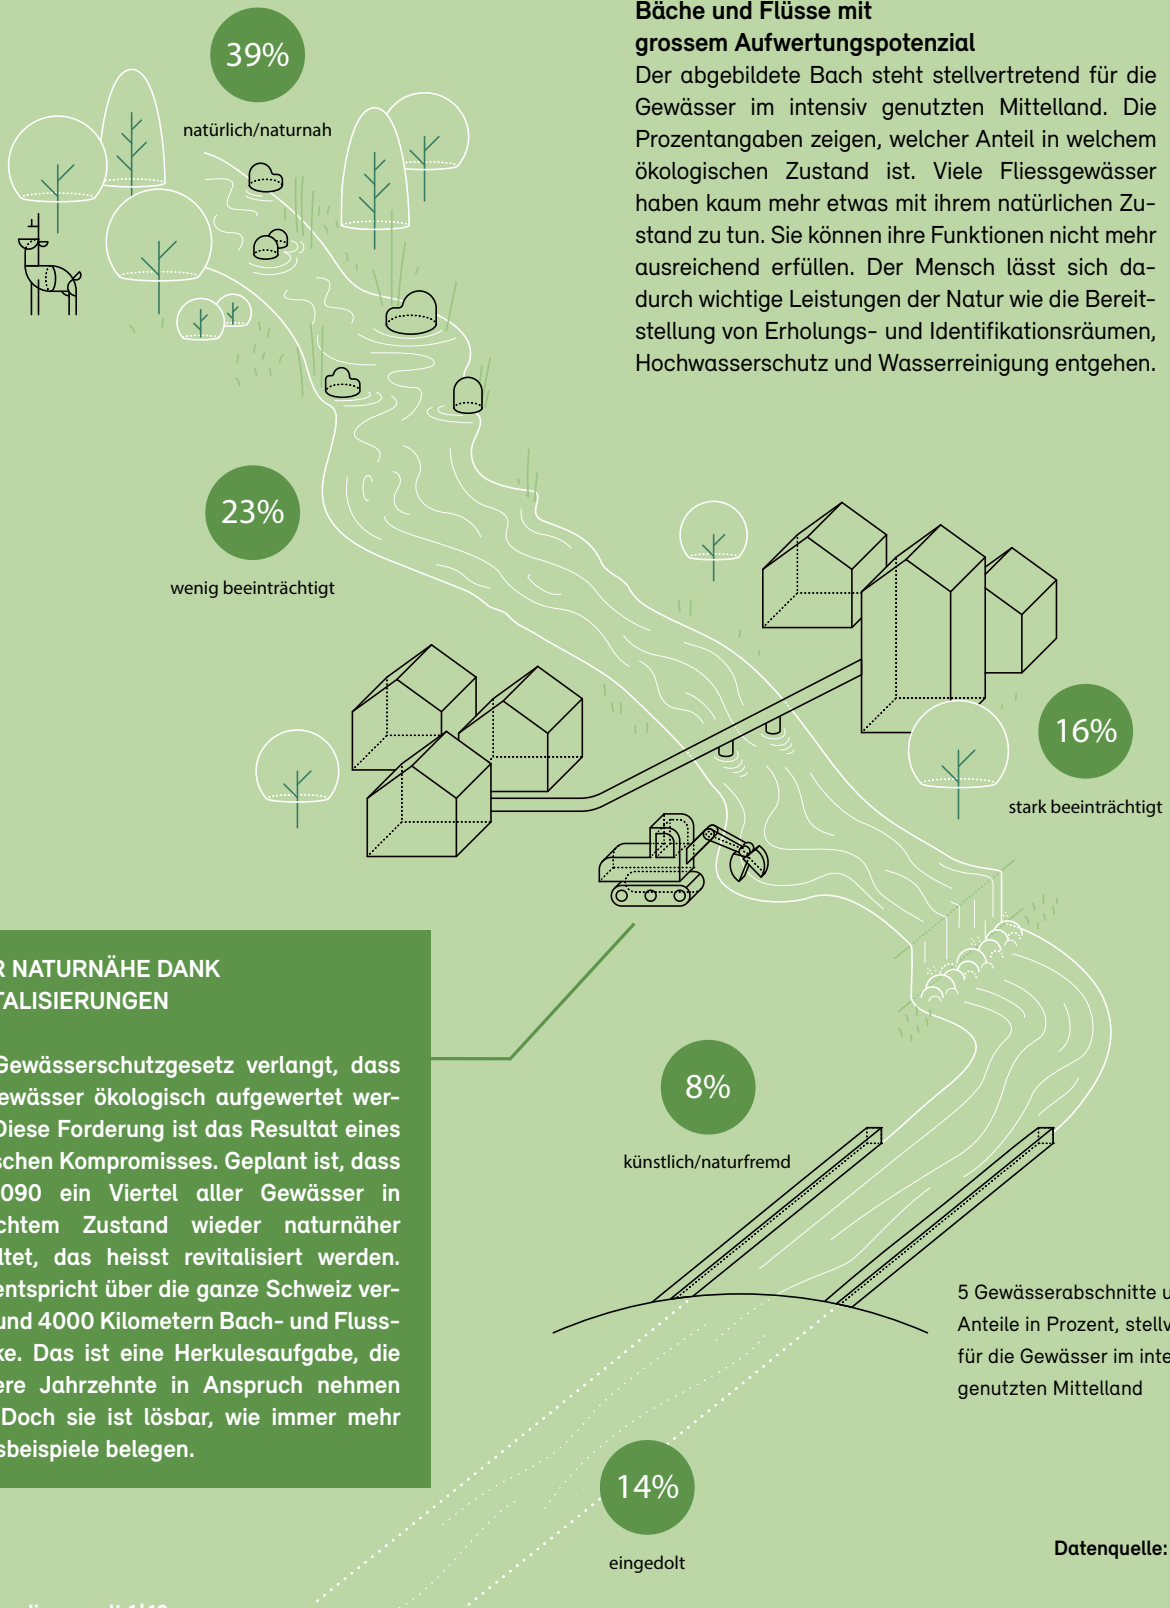 Bäche und Flüsse mit
grossem Aufwertungspotenzial
Der abgebildete Bach steht stellvertretend für die
Gewässer im intensiv genutzten Mittelland. Die
Prozentangaben zeigen, welcher Anteil in welchem
ökologischen Zustand ist. Viele Fliessgewässer
haben kaum mehr etwas mit ihrem natürlichen Zu-
stand zu tun. Sie können ihre Funktionen nicht mehr
ausreichend erfüllen. Der Mensch lässt sich da-
durch wichtige Leistungen der Natur wie die Bereit-
stellung von Erholungs- und Identifikationsräumen,
Hochwasserschutz und Wasserreinigung entgehen.
39%
natürlich/naturnah
23%
wenig beeinträchtigt
16%
stark beeinträchtigt
R NATURNÄHE DANK
TALISIERUNGEN
Gewässerschutzgesetz verlangt, dass
ewässer ökologisch aufgewertet wer-
Diese Forderung ist das Resultat eines
schen Kompromisses. Geplant ist, dass
090 ein Viertel aller Gewässer in
chtem Zustand wieder naturnäher
ltet, das heisst revitalisiert werden.
entspricht über die ganze Schweiz ver-
und 4000 Kilometern Bach- und Fluss-
ke. Das ist eine Herkulesaufgabe, die
ere Jahrzehnte in Anspruch nehmen
Doch sie ist lösbar, wie immer mehr
sbeispiele belegen.
8%
künstlich/naturfremd
5 Gewässerabschnitte u
Anteile in Prozent, stellv
für die Gewässer im inte
genutzten Mittelland
14%
eingedolt
Datenquelle: